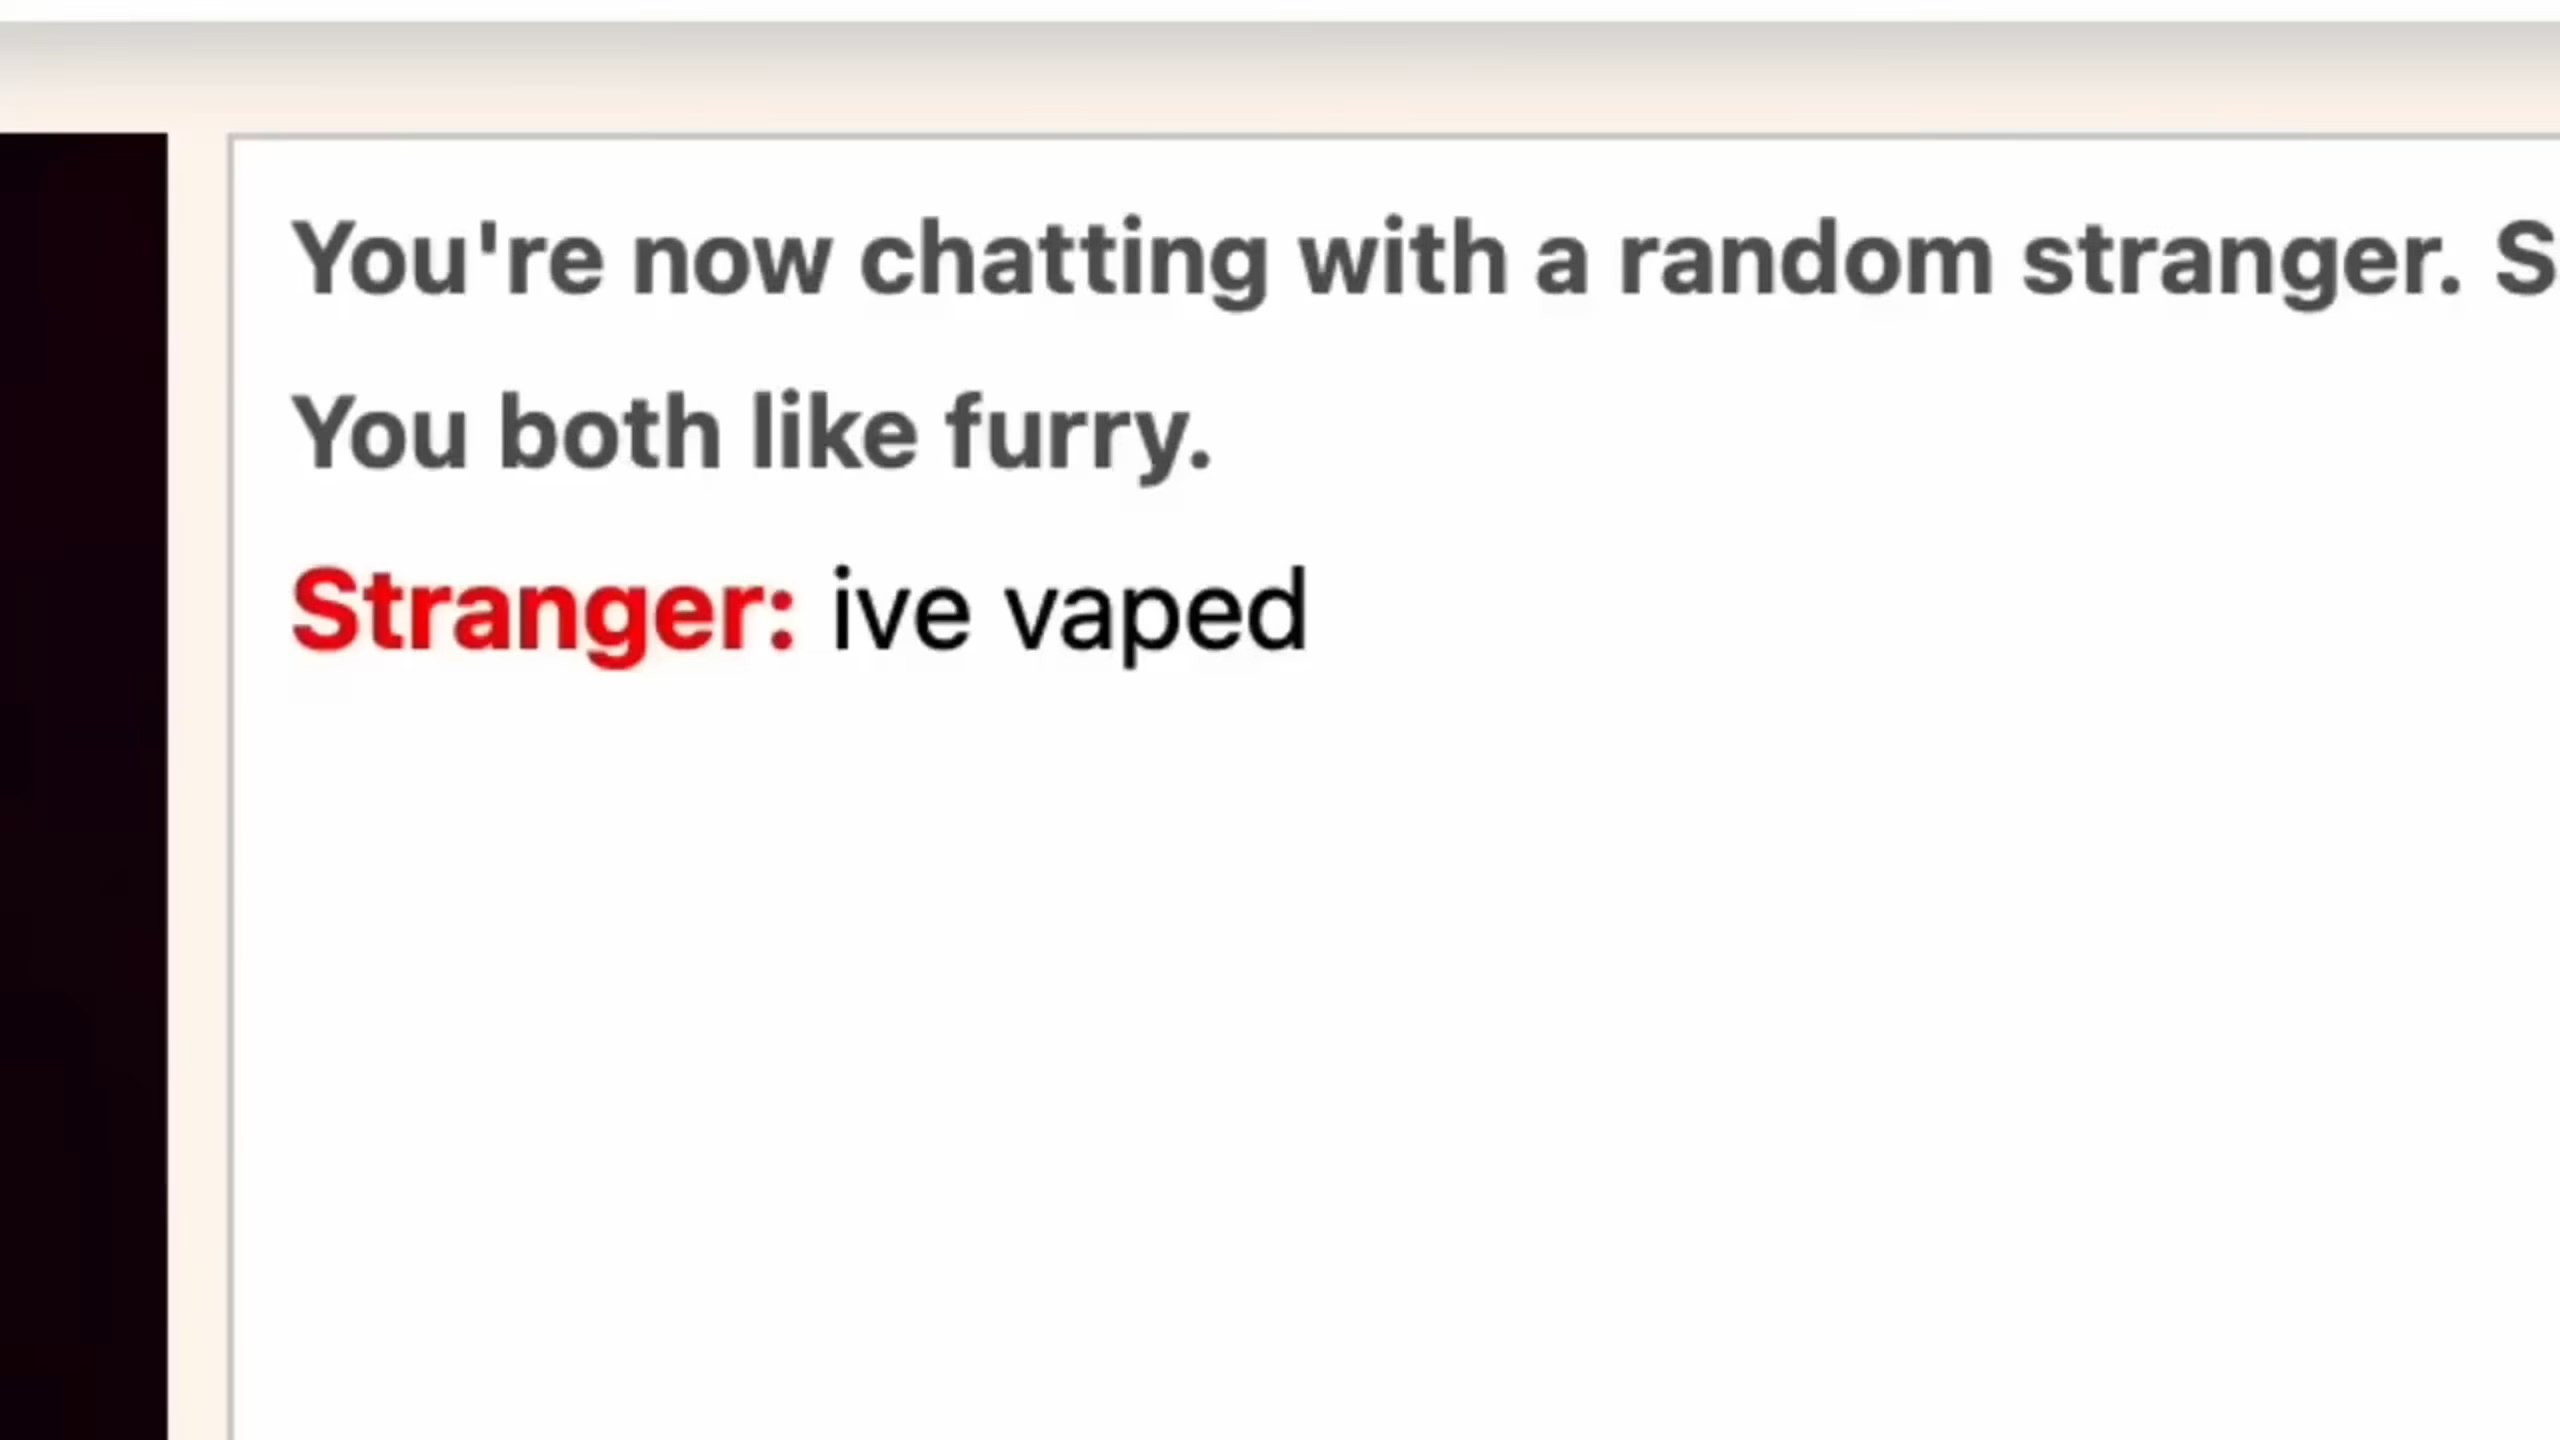 You're now chatting with a random stranger. S
You both like furry.
Stranger: ive vaped